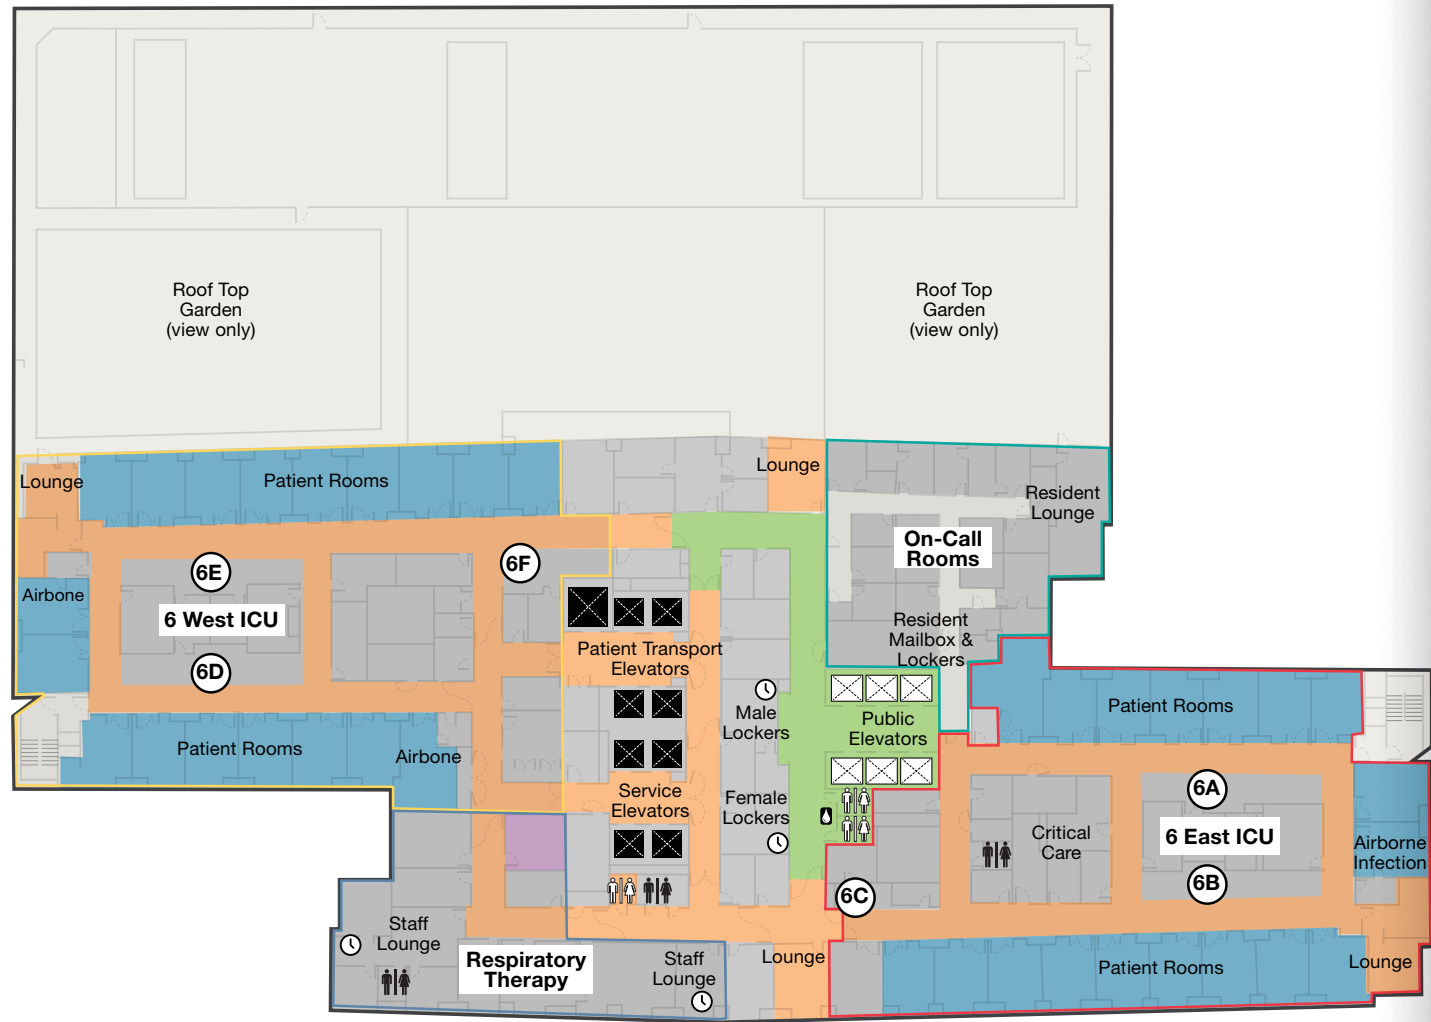 Roof Top
Garden
(view only)
Roof Top
Garden
(view only)
Lounge
Patient Rooms
Lounge
Resident
Lounge
On-Call
Rooms
6E
6F
Airbone
6 West ICU
6D
Patient Transport
Elevators
Resident
Mailbox &
Lockers
Male
Lockers
Public
Elevators
Patient Rooms
Patient Rooms
Airbone
Service
Elevators
Female
Lockers
6A
Critical
Care
6 East ICU
Airborne
Infection
6B
6C
Staff
Lounge
Respiratory
Therapy
Staff
Lounge
Lounge
Patient Rooms
Lounge